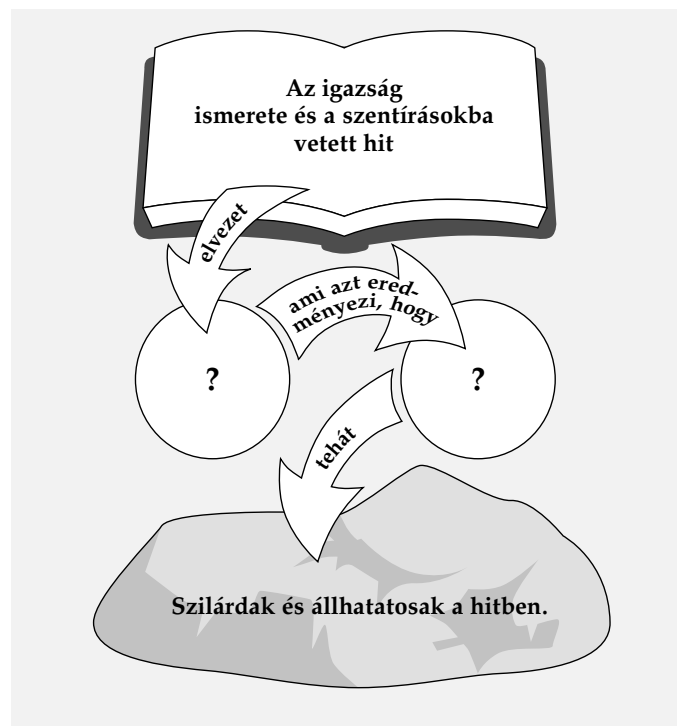 Az igazság
ismerete és a szentírásokba
vetett hit
elvezet
ami azt ered-
ményezi, hogy
?
?
tehát
Szilárdak és állhatatosak a hitben.